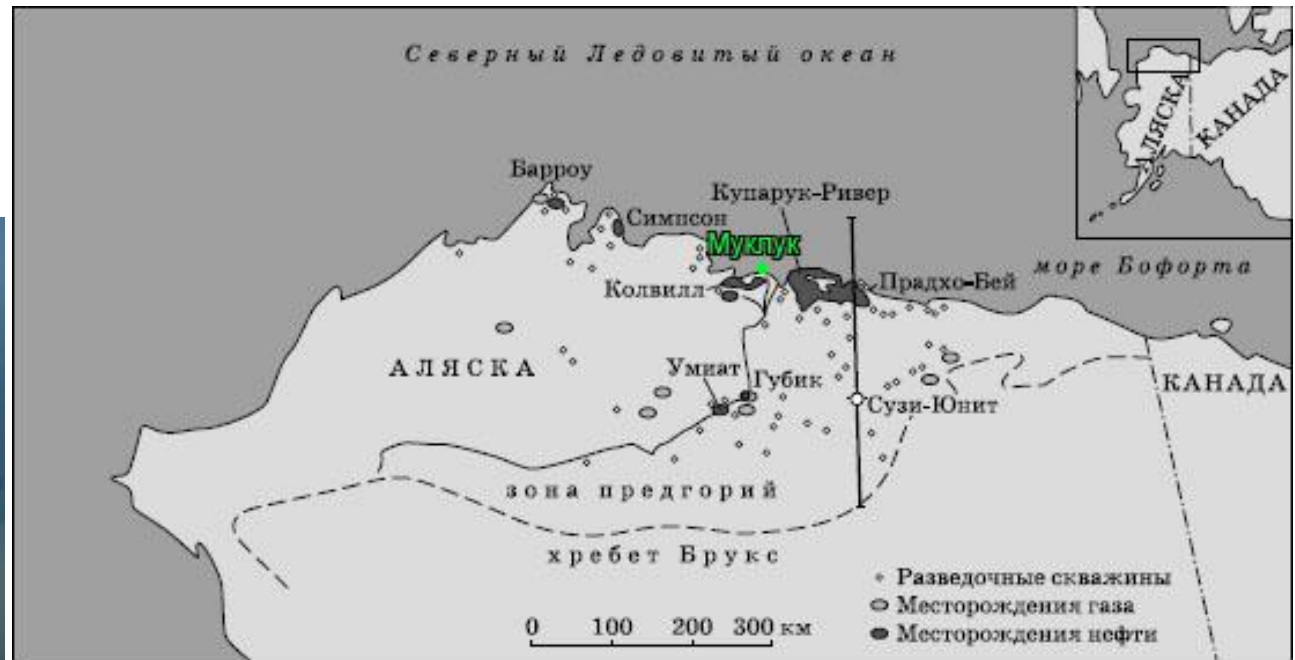 Северный Ледовитый океан
АЛЯСКА
КАНАДА
Барроу
Купарук-Ривер
Симпсон
Муклук
море Бофорта
Колвилл
Прадхо-Бей
АЛЯСКА
Умиат
Губик
КАНАДА
Сузи-Юнит
зона предгорий
хребет Брукс
Разведочные скважины
Месторождения газа
0 100 200 300 км
Месторождения нефти